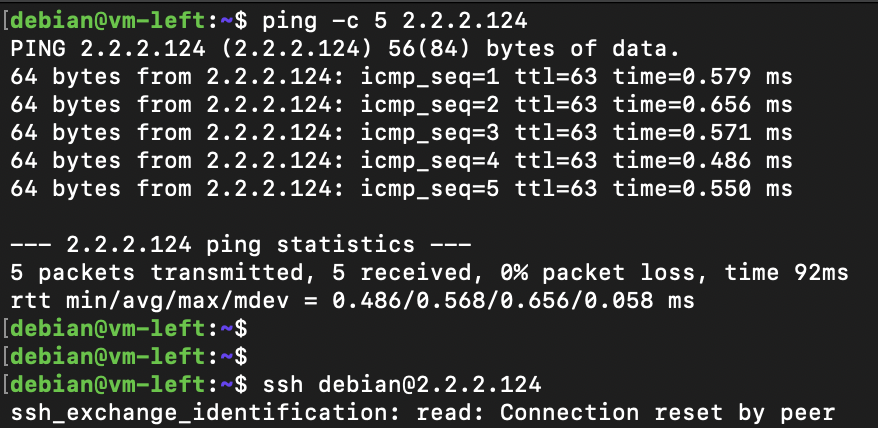 [debian@vm-left:~$ ping -c 5 2.2.2.124
PING 2.2.2.124 (2.2.2.124) 56(84) bytes of data.
64 bytes from 2.2.2.124: icmp_seq=1 ttl=63 time=0.579 ms
64 bytes from 2.2.2.124: icmp_seq=2 ttl=63 time=0.656 ms
64 bytes from 2.2.2.124: icmp_seq=3 ttl=63 time=0.571 ms
64 bytes from 2.2.2.124: icmp_seq=4 ttl=63 time=0.486 ms
64 bytes from 2.2.2.124: icmp_seq=5 ttl=63 time=0.550 ms

--- 2.2.2.124 ping statistics ---
5 packets transmitted, 5 received, 0% packet loss, time 92ms
rtt min/avg/max/mdev = 0.486/0.568/0.656/0.058 ms
[debian@vm-left:~$
[debian@vm-left:~$
[debian@vm-left:~$ ssh debian@2.2.2.124
ssh_exchange_identification: read: Connection reset by peer